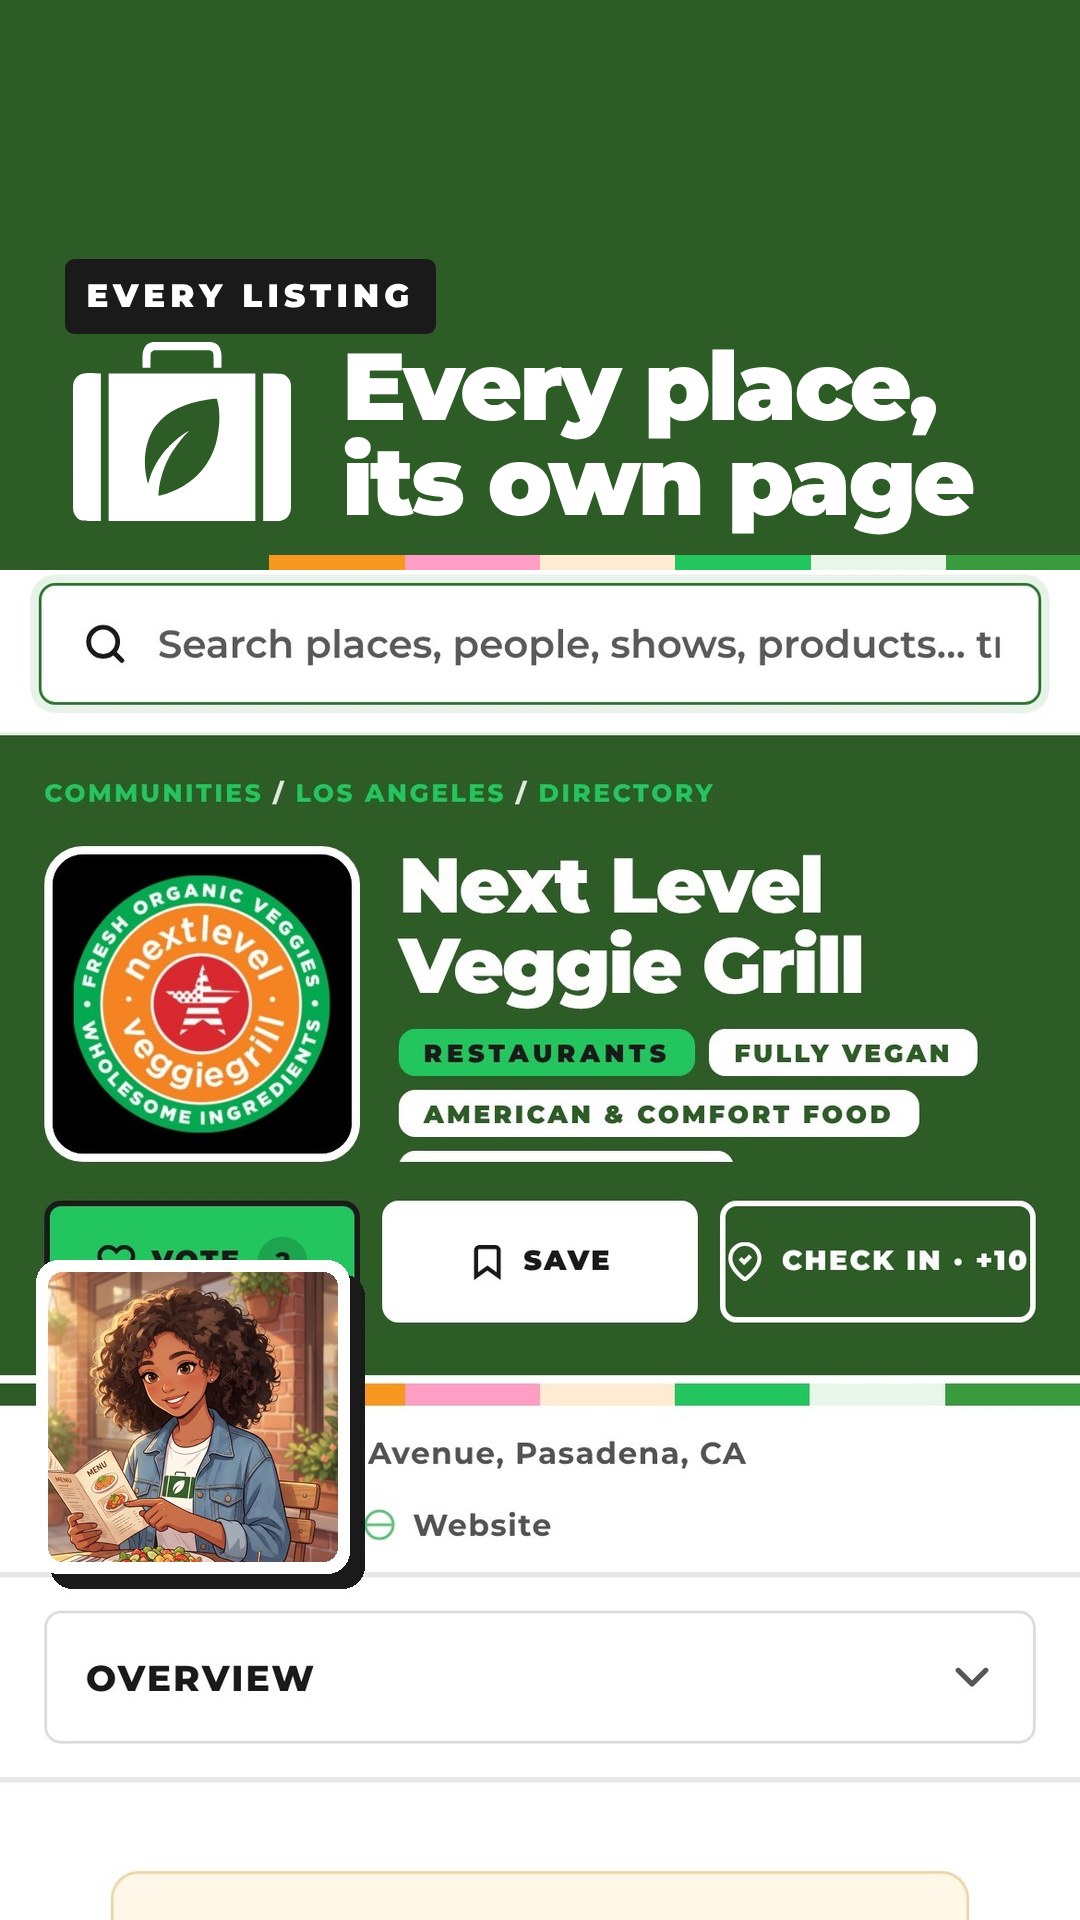 EVERY LISTING
Every place,
its own page
Search places, people, shows, products...
COMMUNITIES / LOS ANGELES / DIRECTORY
FRESH ORGANIC VEGGIES
nextlevel
veggiegrill
WHOLESOME INGREDIENTS
Next Level
Veggie Grill
RESTAURANTS
FULLY VEGAN
AMERICAN & COMFORT FOOD
VOTE
SAVE
CHECK IN · +10
Avenue, Pasadena, CA
MENU
MENU
Website
OVERVIEW